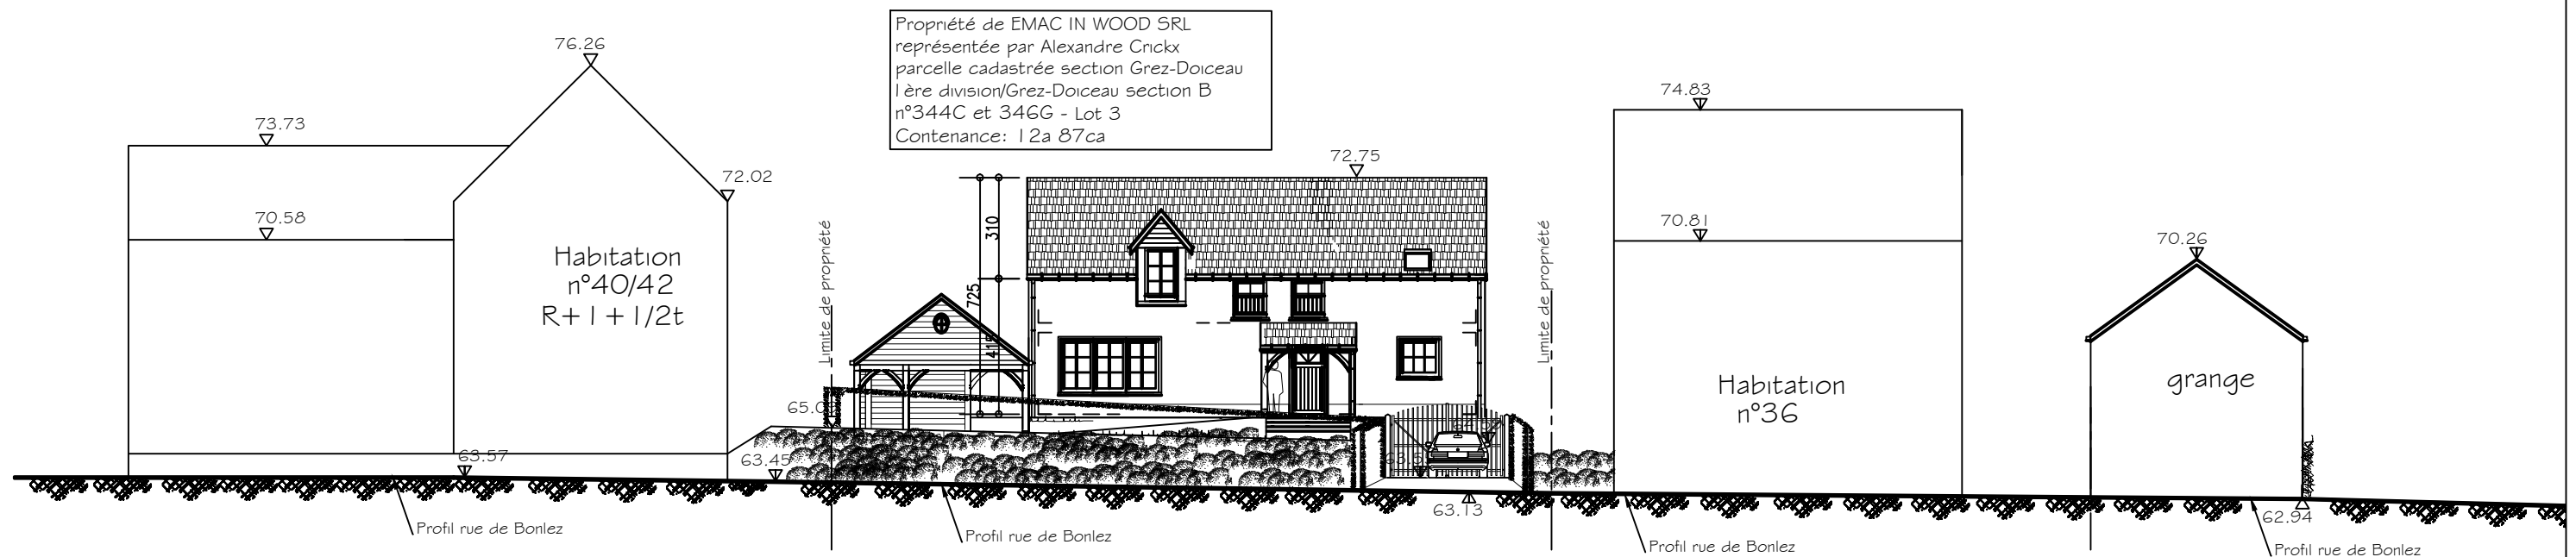 Propriété de EMAC IN WOOD SRL
représentée par Alexandre Crickx
parcelle cadastrée section Grez-Doiceau
1ère division/Grez-Doiceau section B
n°344C et 346G - Lot 3
Contenance: 12a 87ca
76.26
73.73
72.02
70.58
Habitation
n°40/42
R+1+1/2t
63.57
63.45
Limite de propriété
310
725
72.75
Limite de propriété
63.13
74.83
70.81
Habitation
n°36
70.26
grange
62.94
Profil rue de Bonlez
Profil rue de Bonlez
Profil rue de Bonlez
Profil rue de Bonlez